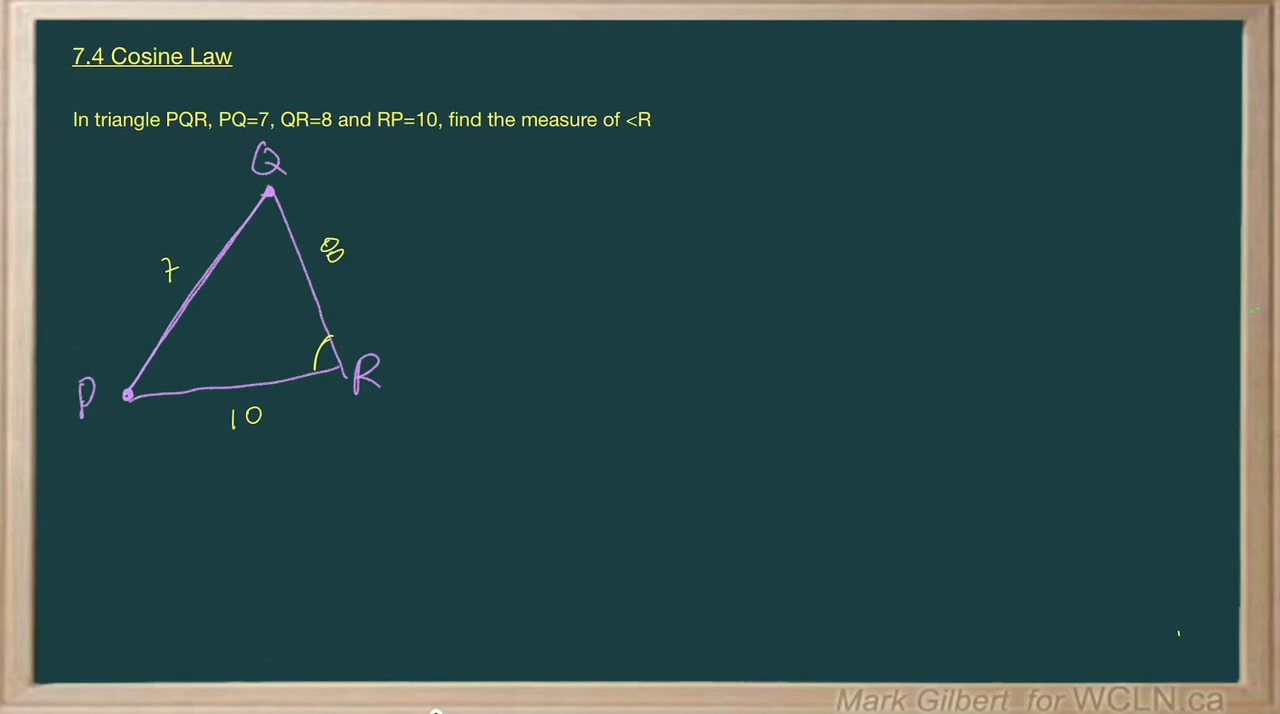 7.4 Cosine Law
In triangle PQR, PQ=7, QR=8 and RP=10, find the measure of <R
Q
7
8
P
R
10
Mark Gilbert for WCLN.ca